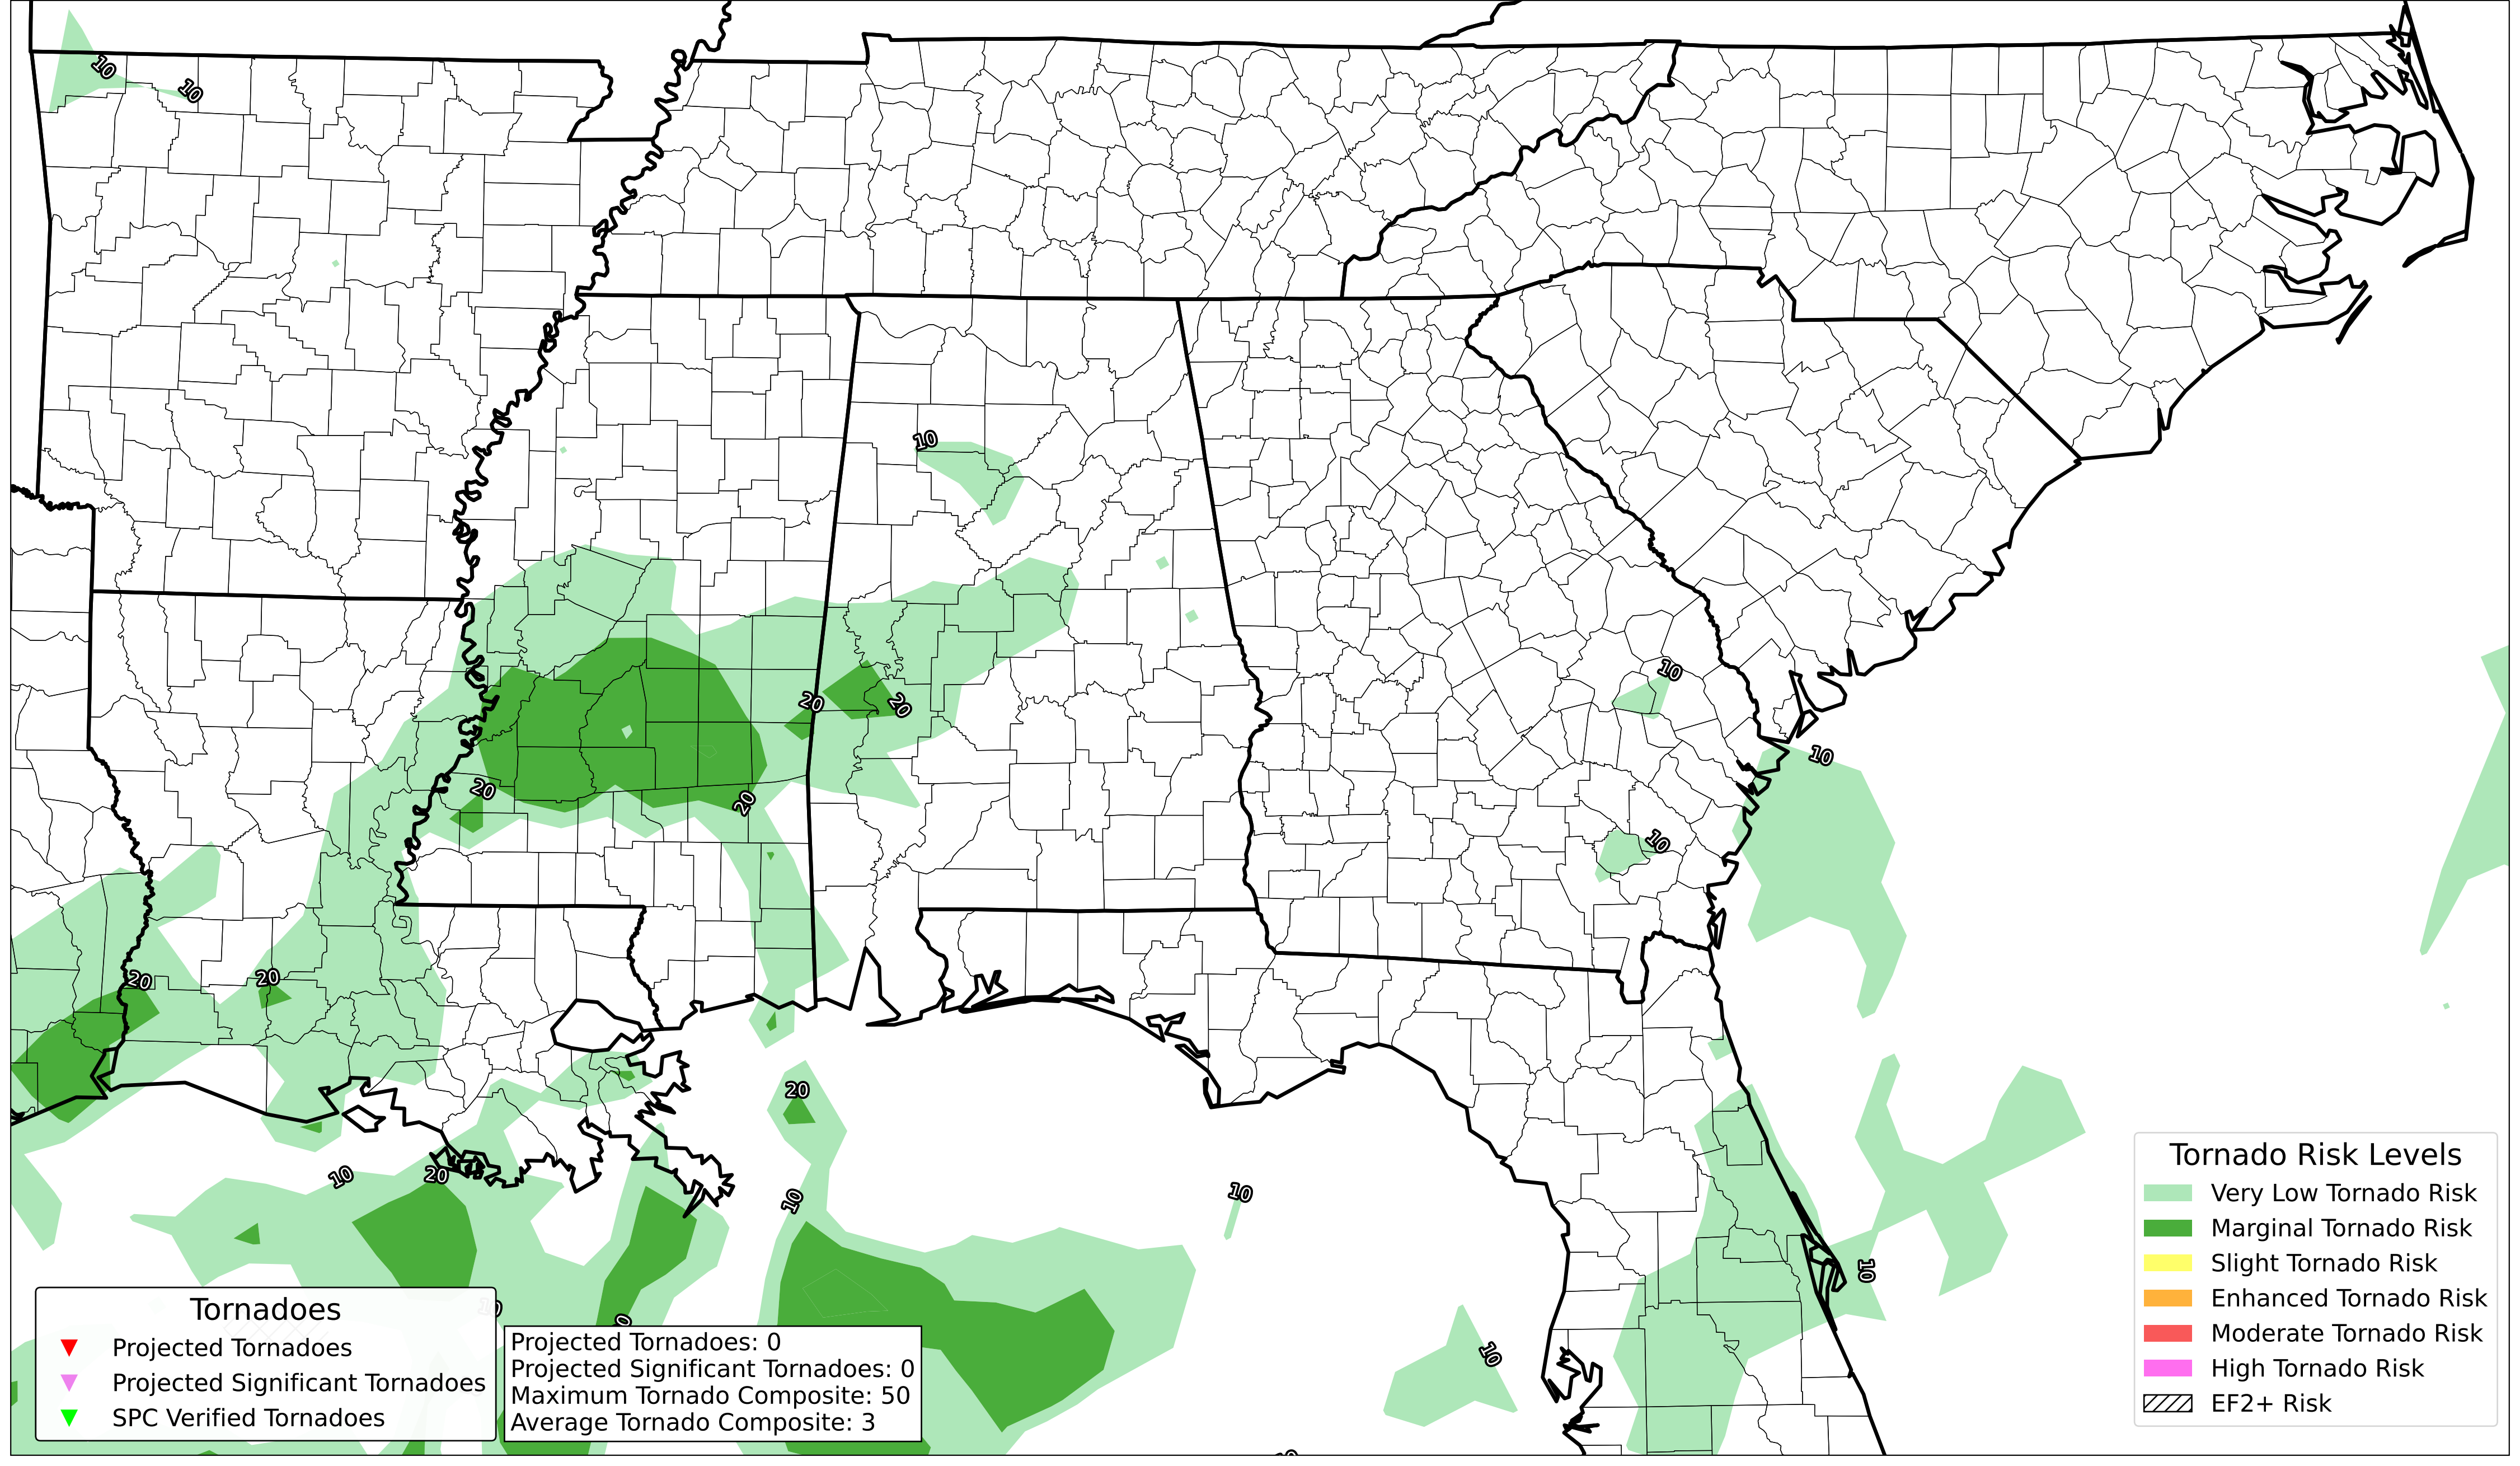 10
10
10
20
20
10
10
20
20
10
20
20
20
10
10
20
10
10
Tornado Risk Levels
Very Low Tornado Risk
Marginal Tornado Risk
Slight Tornado Risk
Enhanced Tornado Risk
Moderate Tornado Risk
High Tornado Risk
EF2+ Risk
10
Tornadoes
Projected Tornadoes
Projected Significant Tornadoes
SPC Verified Tornadoes
Projected Tornadoes: 0
Projected Significant Tornadoes: 0
Maximum Tornado Composite: 50
Average Tornado Composite: 3
10